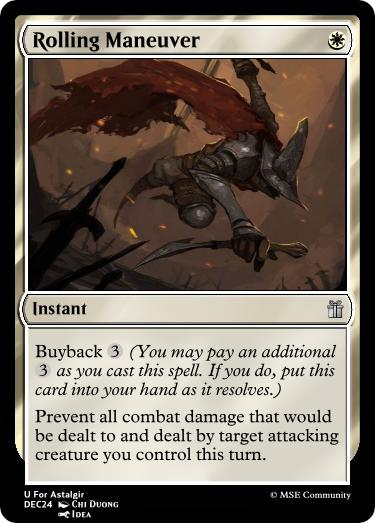 Rolling Maneuver
Instant
Buyback 3 (You may pay an additional
3 as you cast this spell. If you do, put this
card into your hand as it resolves.)
Prevent all combat damage that would
be dealt to and dealt by target attacking
creature you control this turn.
U For Astalgir
DEC24 Chi Duong
Idea
© MSE Community